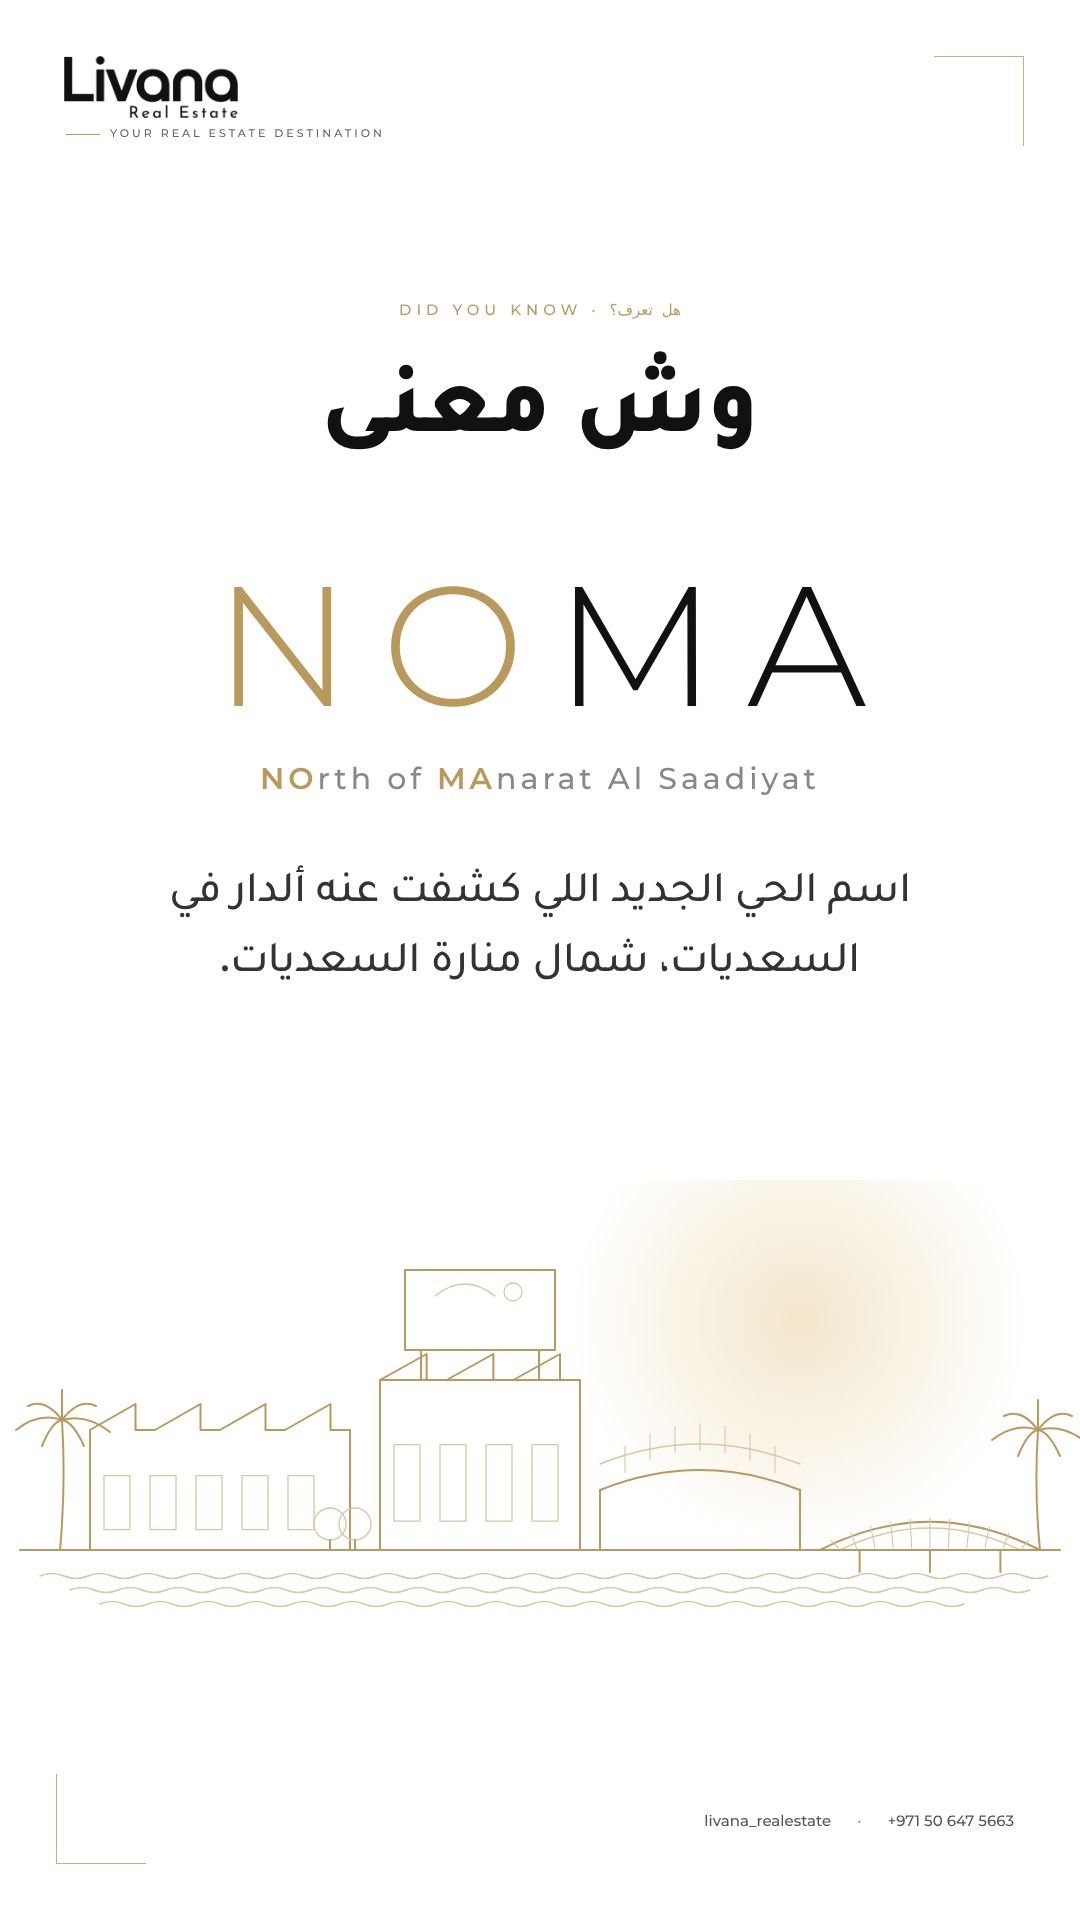 Livana
Real Estate
YOUR REAL ESTATE DESTINATION
DID YOU KNOW · هل تعرف؟
وش معنى
NOMA
NOrth of MAnarat Al Saadiyat
اسم الحي الجديد اللي كشفت عنه ألدار في
السعديات، شمال منارة السعديات.
livana_realestate · +971 50 647 5663